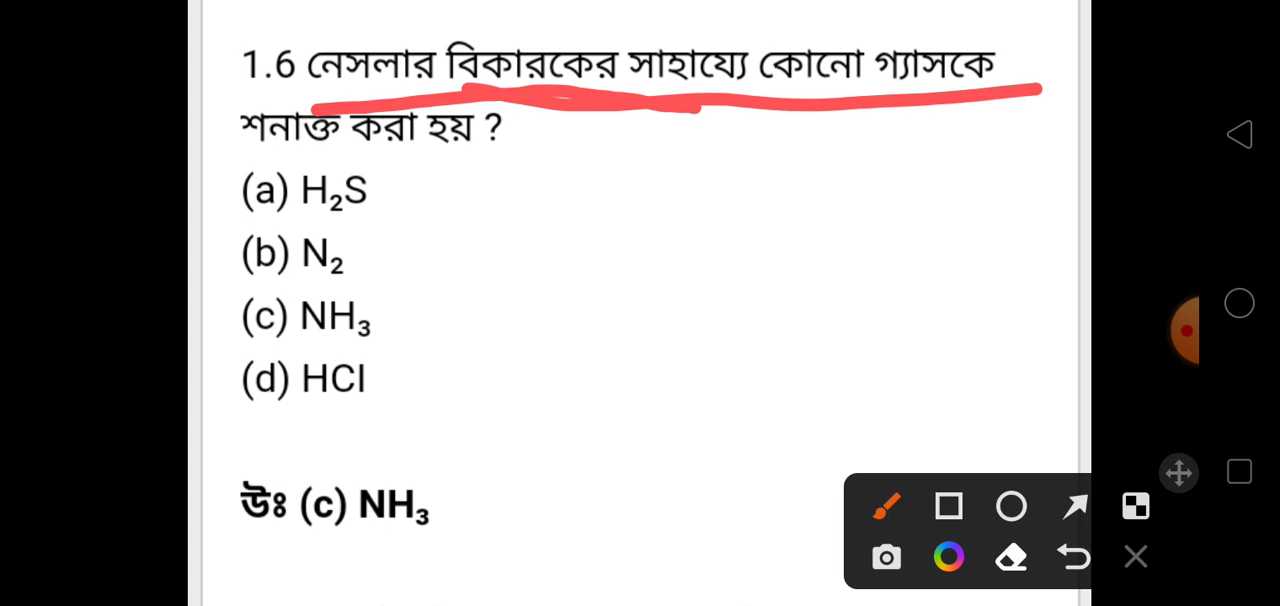 1.6 নেসলার বিকারকের সাহায্যে কোনো গ্যাসকে
শনাক্ত করা হয় ?
(a) H₂S
(b) N₂
(c) NH₃
(d) HCl
উঃ (c) NH₃